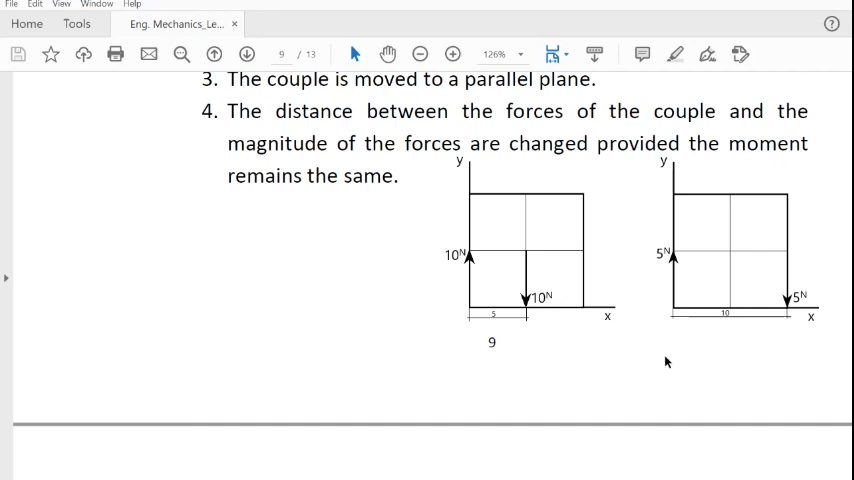 File Edit View Window Help
Home Tools Eng. Mechanics_Le... ×
9 / 13 126%
3. The couple is moved to a parallel plane.
4. The distance between the forces of the couple and the
magnitude of the forces are changed provided the moment
remains the same.
y
10N
10N
5
x
y
5N
5N
10
x
9